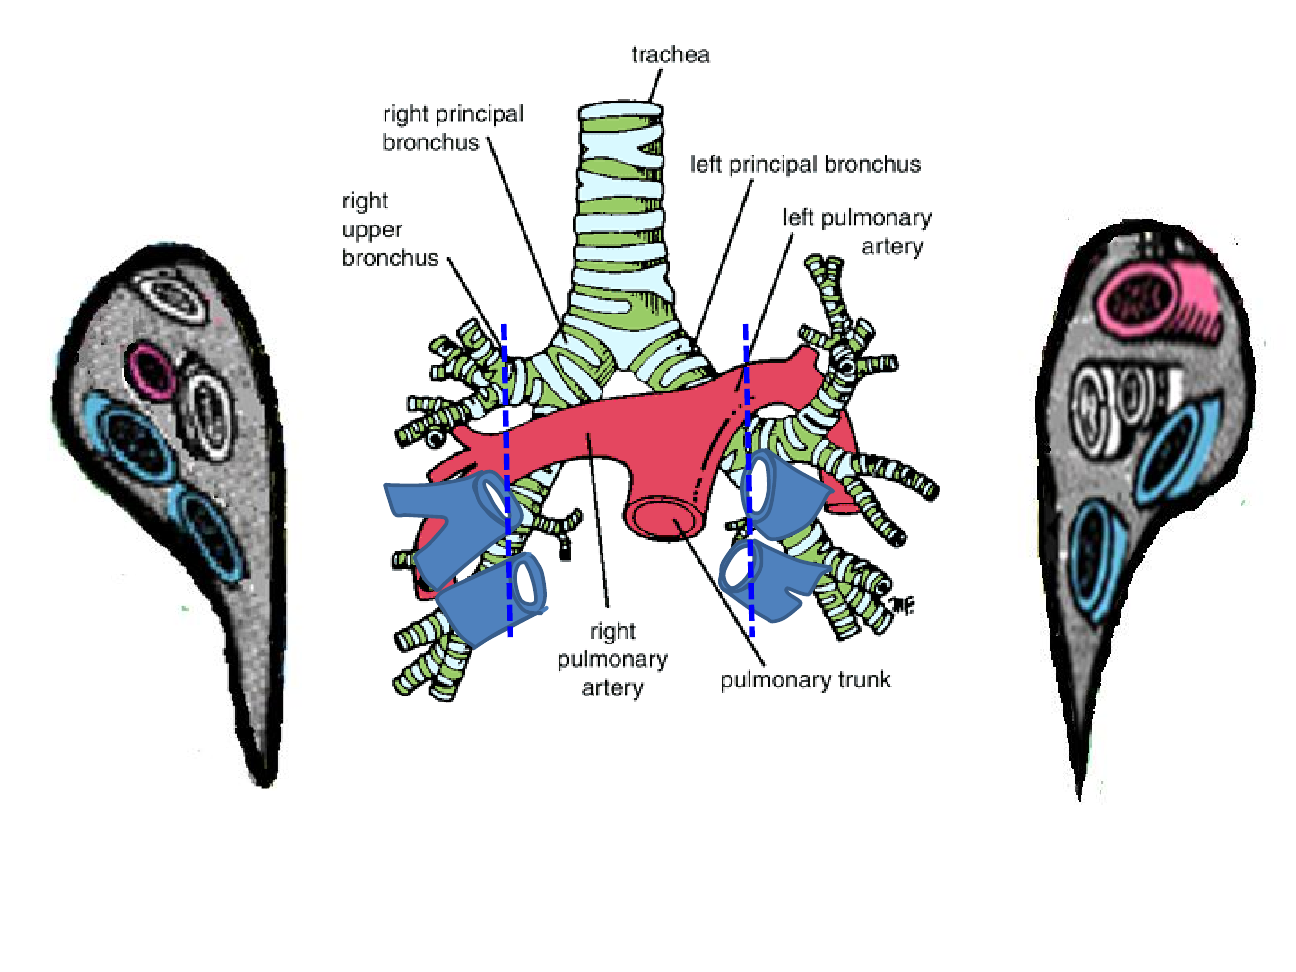 trachea
right principal
bronchus
left principal bronchus
right
upper
bronchus
left pulmonary
artery
right
pulmonary
artery
pulmonary trunk